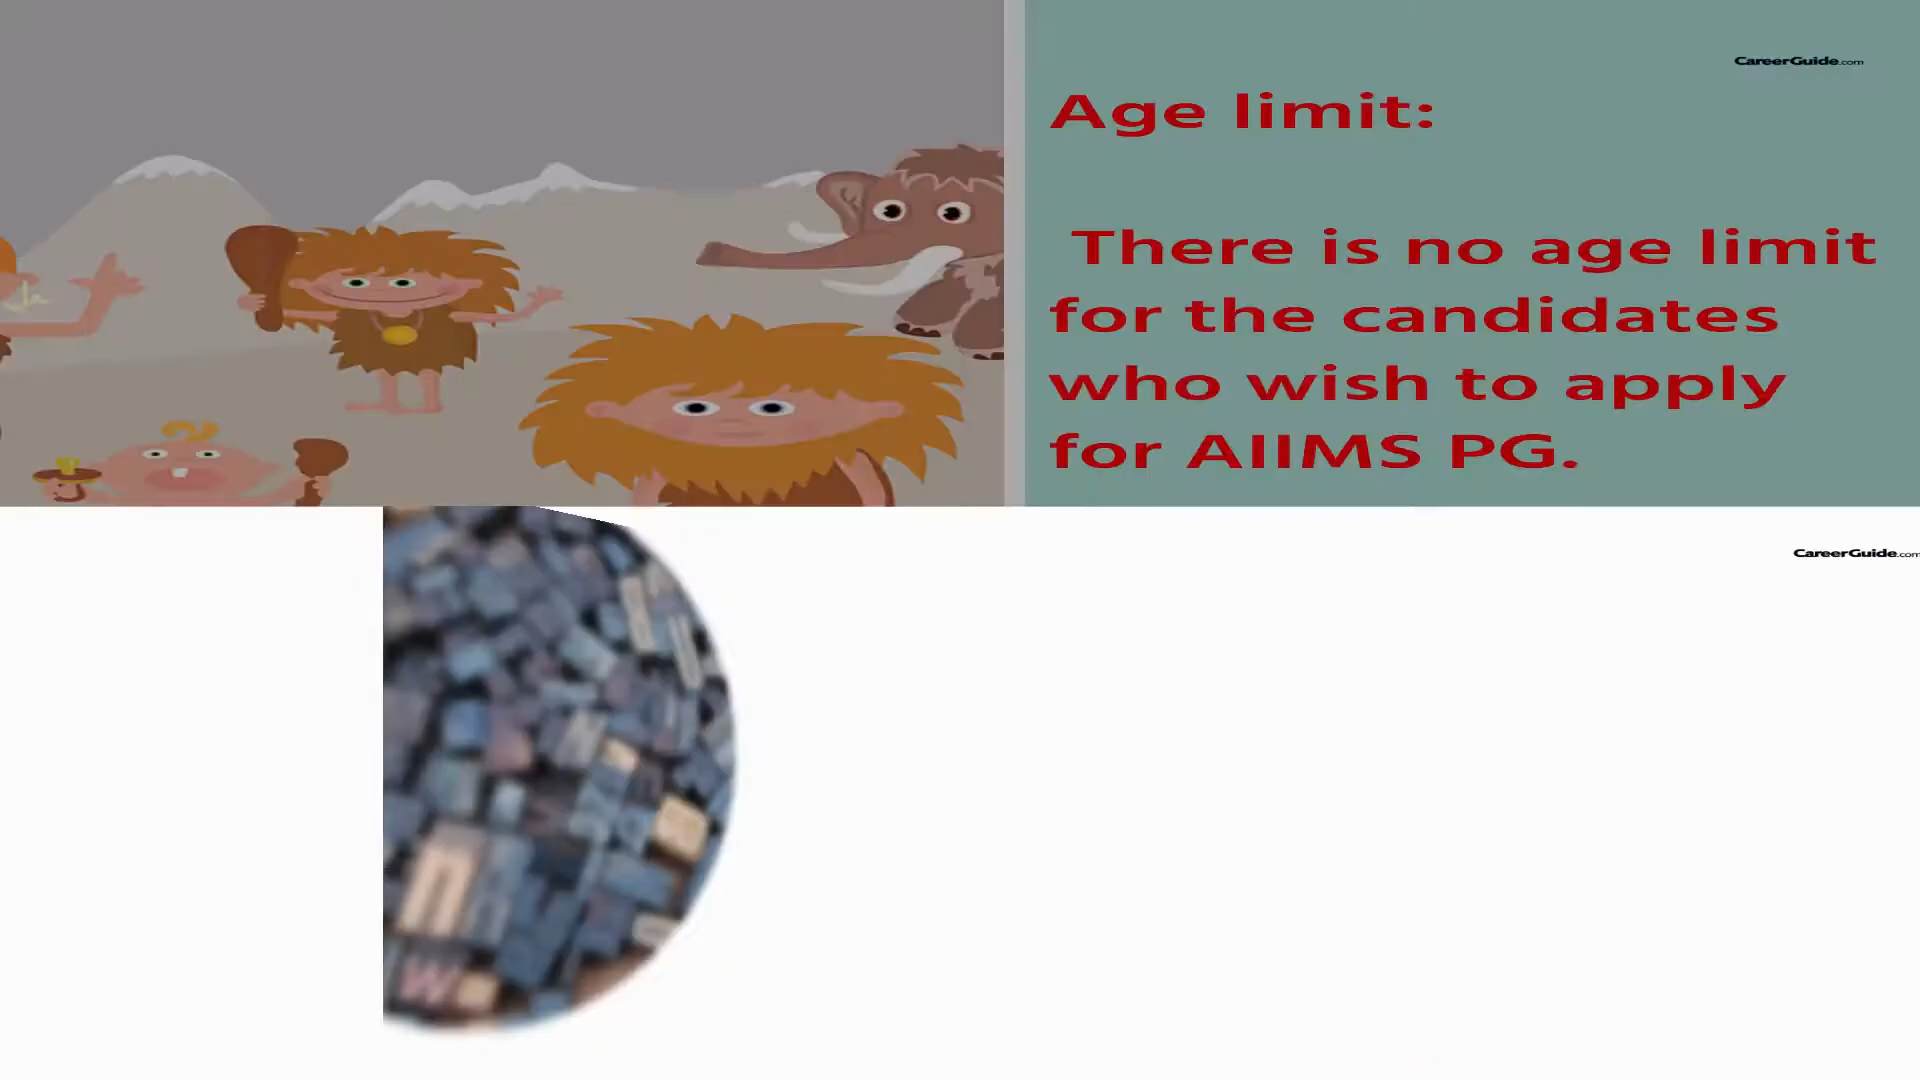 CareerGuide.com
Age limit:
There is no age limit
for the candidates
who wish to apply
for AIIMS PG.
CareerGuide.com